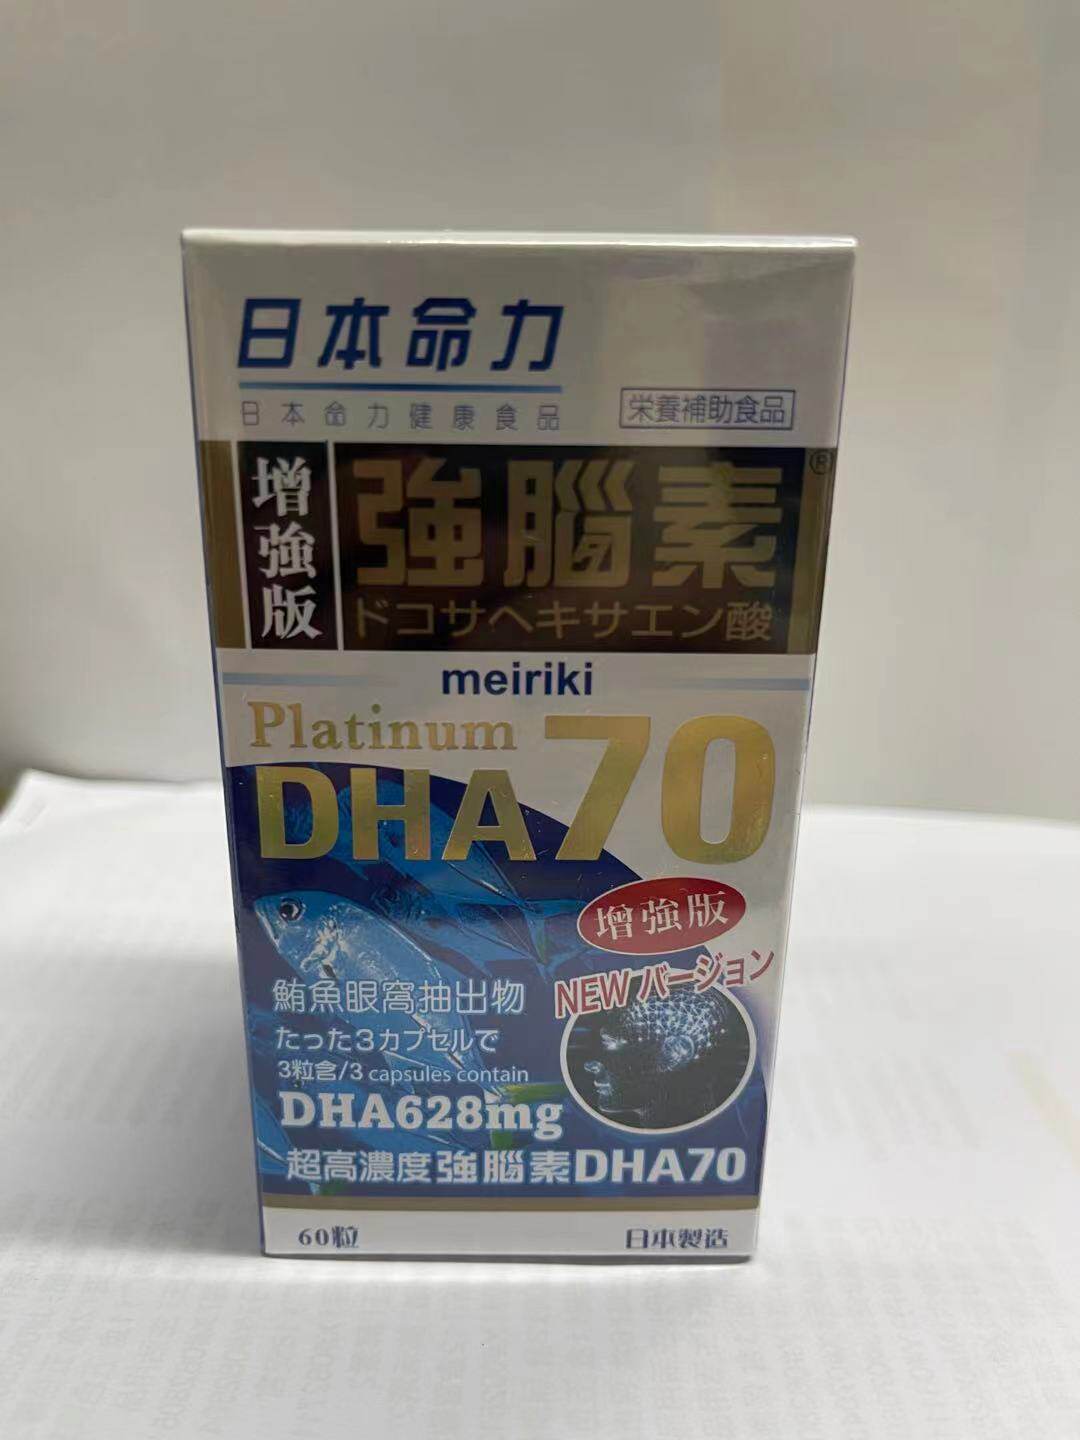 日本命力
日本命力健康食品
栄養補助食品
增強版
強腦素®
ドコサヘキサエン酸
meiriki
Platinum
DHA70
增強版
NEWバージョン
鮪魚眼窩抽出物
たった3カプセルで
3粒含/3 capsules contain
DHA628mg
超高濃度強腦素DHA70
60粒
日本製造